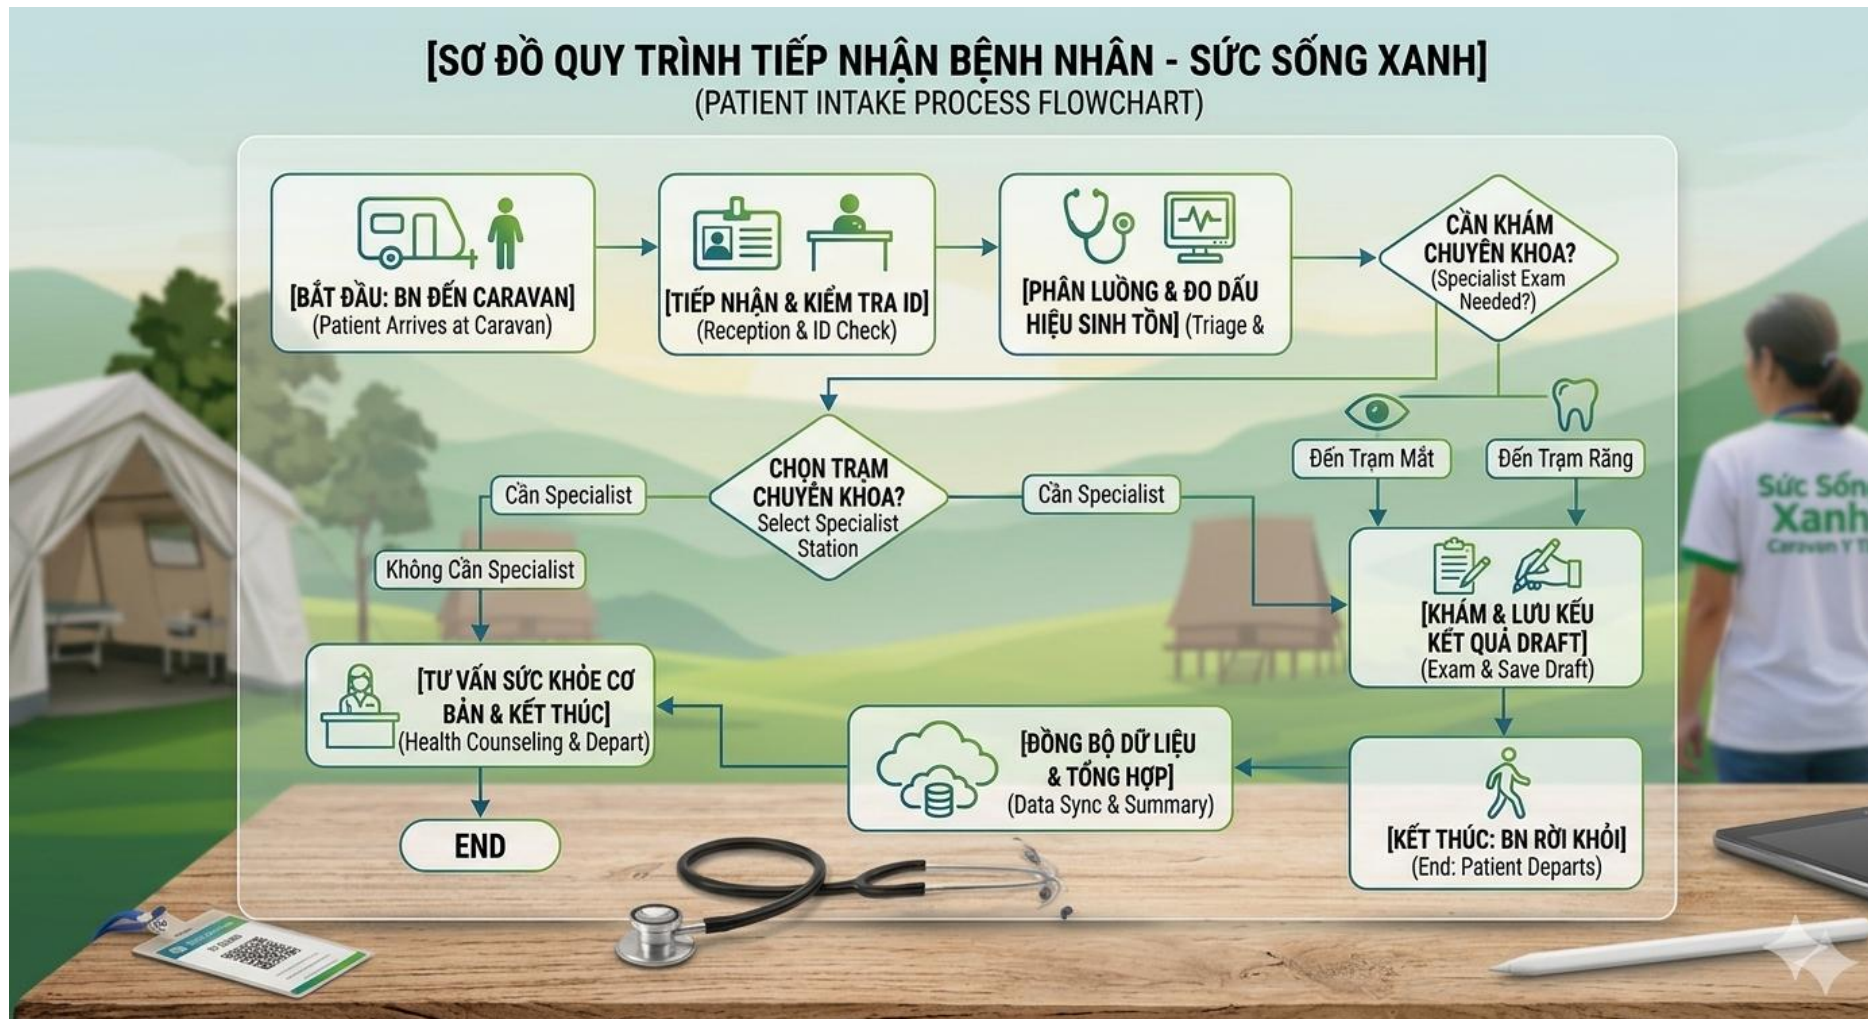 [SƠ ĐỒ QUY TRÌNH TIẾP NHẬN BỆNH NHÂN - SỨC SỐNG XANH]
(PATIENT INTAKE PROCESS FLOWCHART)
[BẮT ĐẦU: BN ĐẾN CARAVAN]
(Patient Arrives at Caravan)
[TIẾP NHẬN & KIỂM TRA ID]
(Reception & ID Check)
[PHÂN LUỒNG & ĐO DẤU
HIỆU SINH TỒN] (Triage &
CẦN KHÁM
CHUYÊN KHOA?
(Specialist Exam
Needed?)
Đến Trạm Mắt
Đến Trạm Răng
CHỌN TRẠM
CHUYÊN KHOA?
Select Specialist
Station
Cần Specialist
Cần Specialist
Không Cần Specialist
Sức Sốn
Xanh
Caravan Y T
[KHÁM & LƯU KẾU
KẾT QUẢ DRAFT]
(Exam & Save Draft)
[TƯ VẤN SỨC KHỎE CƠ
BẢN & KẾT THÚC]
(Health Counseling & Depart)
[ĐỒNG BỘ DỮ LIỆU
& TỔNG HỢP]
(Data Sync & Summary)
[KẾT THÚC: BN RỜI KHỎI]
(End: Patient Departs)
END